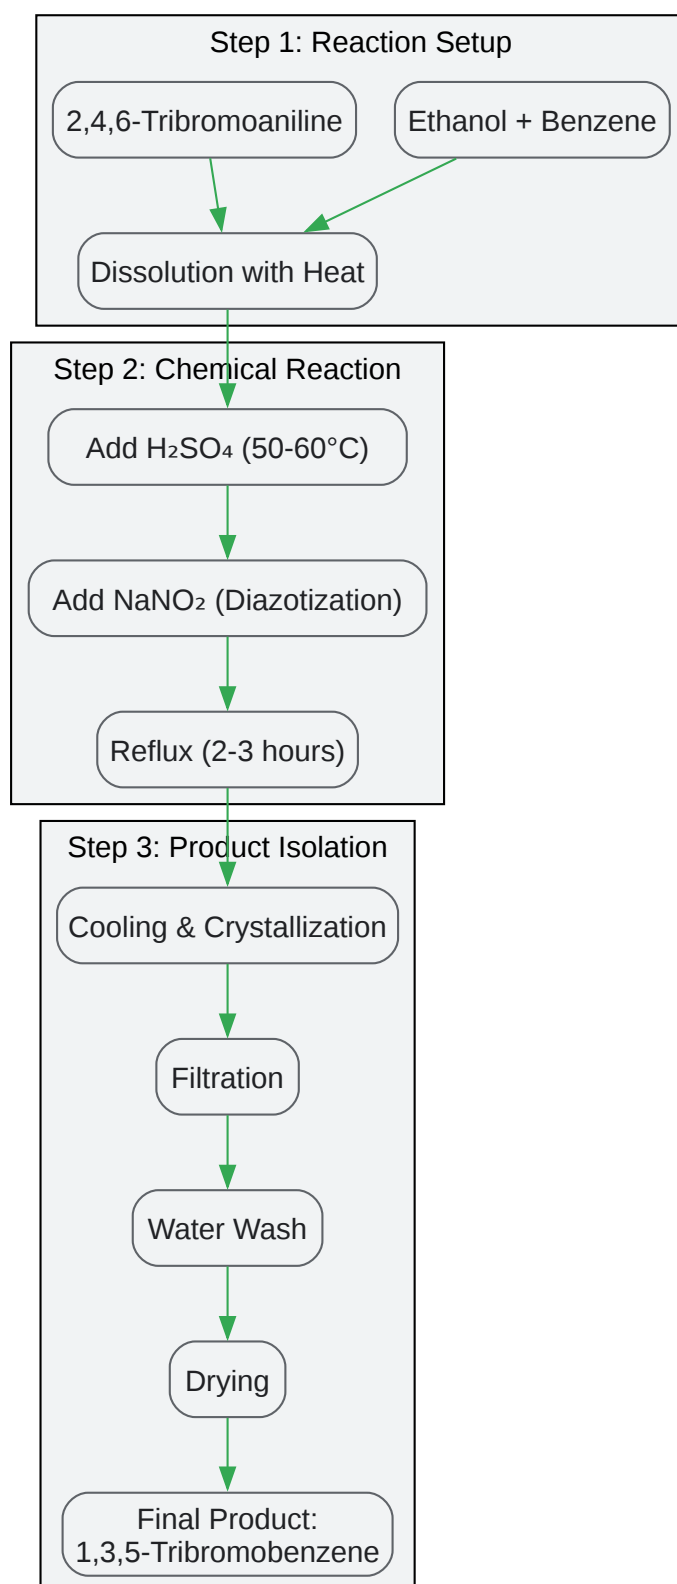 Step 1: Reaction Setup
2,4,6-Tribromoaniline
Ethanol + Benzene
Dissolution with Heat
Step 2: Chemical Reaction
Add H₂SO₄ (50-60°C)
Add NaNO₂ (Diazotization)
Reflux (2-3 hours)
Step 3: Product Isolation
Cooling & Crystallization
Filtration
Water Wash
Drying
Final Product:
1,3,5-Tribromobenzene